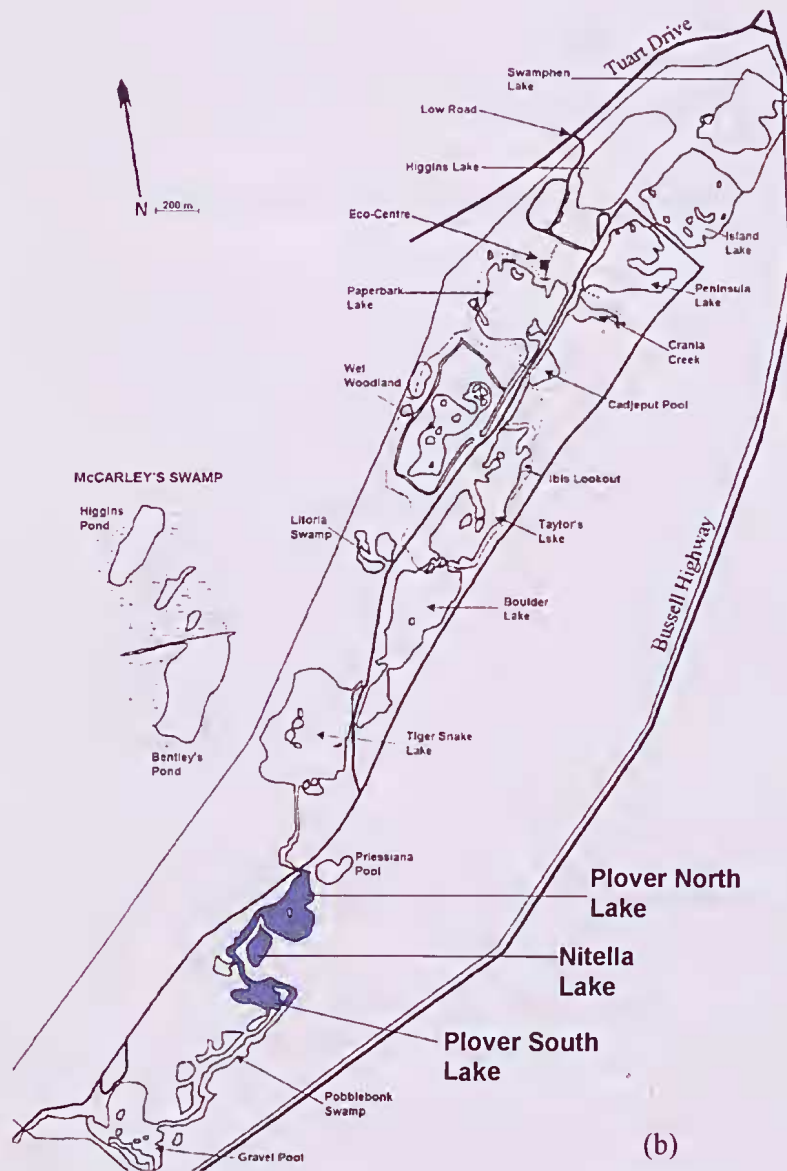 Tuart Drive
Swamphen
Lake
Low Road
Higgins Lake
N
200 m
Eco-Centre
Island
Lake
Paperbark
Lake
Peninsula
Lake
Crania
Creek
Wet
Woodland
Cadjeput Pool
McCARLEY'S SWAMP
Ibis Lookout
Higgins
Pond
Litoria
Swamp
Taylor's
Lake
Bussell Highway
Boulder
Lake
Tiger Snake
Lake
Bentley's
Pond
Priessiana
Pool
Plover North
Lake
Nitella
Lake
Plover South
Lake
Pobblebonk
Swamp
Gravel Pool
(b)